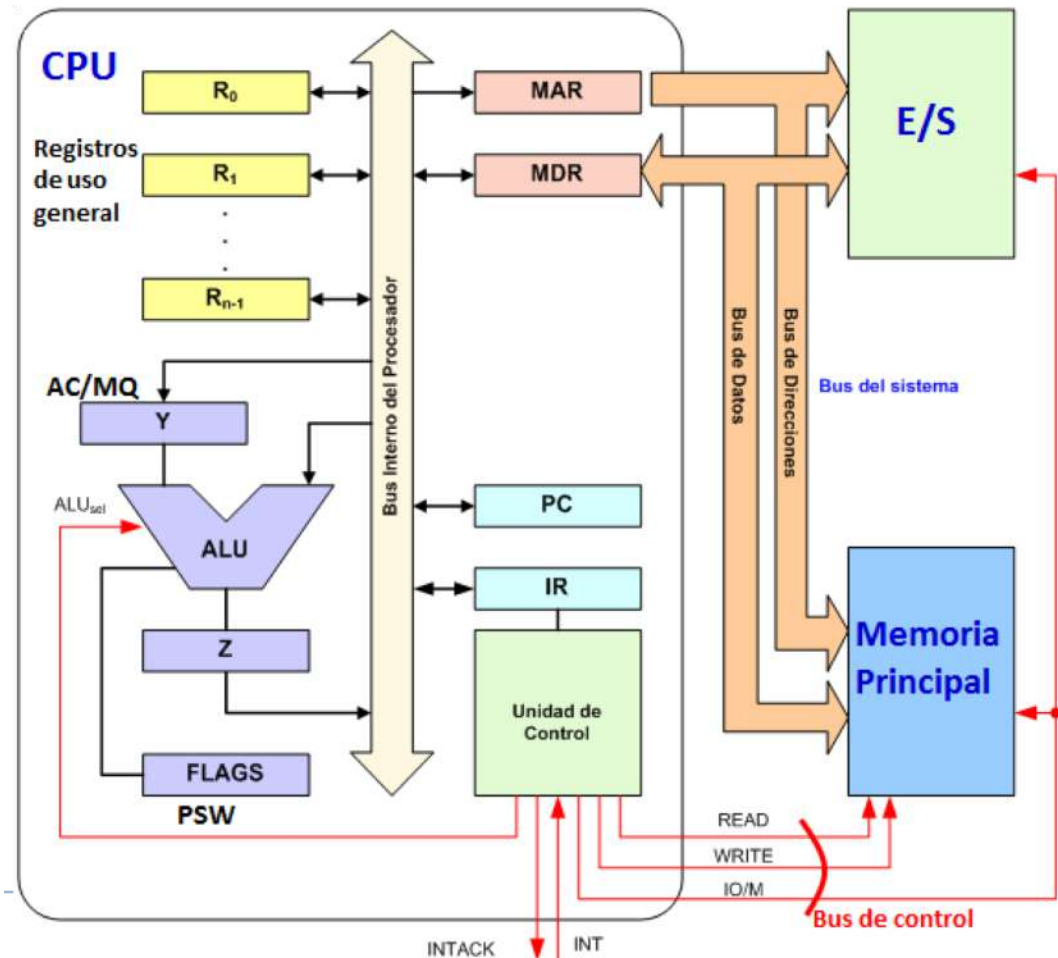 CPU
R0
Registros
de uso
general
R1
Rn-1
AC/MQ
Y
ALUsel
ALU
Z
FLAGS
PSW
Bus Interno del Procesador
MAR
MDR
PC
IR
Unidad de
Control
E/S
Bus de Datos
Bus de Direcciones
Bus del sistema
Memoria
Principal
READ
WRITE
IO/M
Bus de control
INTACK
INT